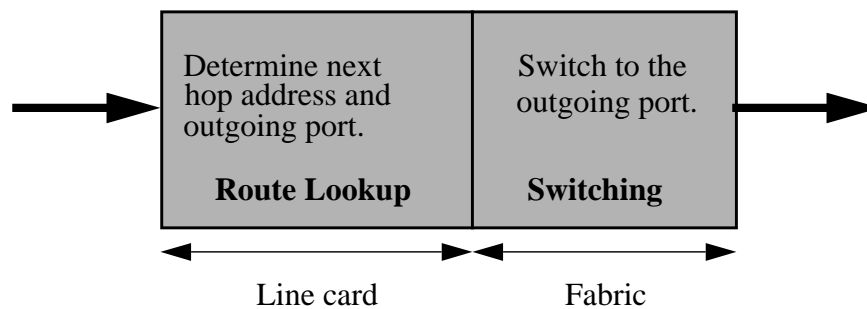 Determine next
hop address and
outgoing port.
Route Lookup
Switch to the
outgoing port.
Switching
Line card
Fabric